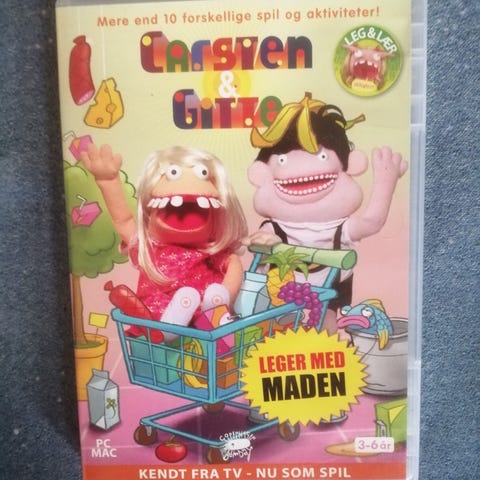 Mere end 10 forskellige spil og aktiviteter!
Carsten
&
Gitte
LEG & LÆR
LEGER MED
MADEN
PC
MAC
3-6 år
KENDT FRA TV - NU SOM SPIL